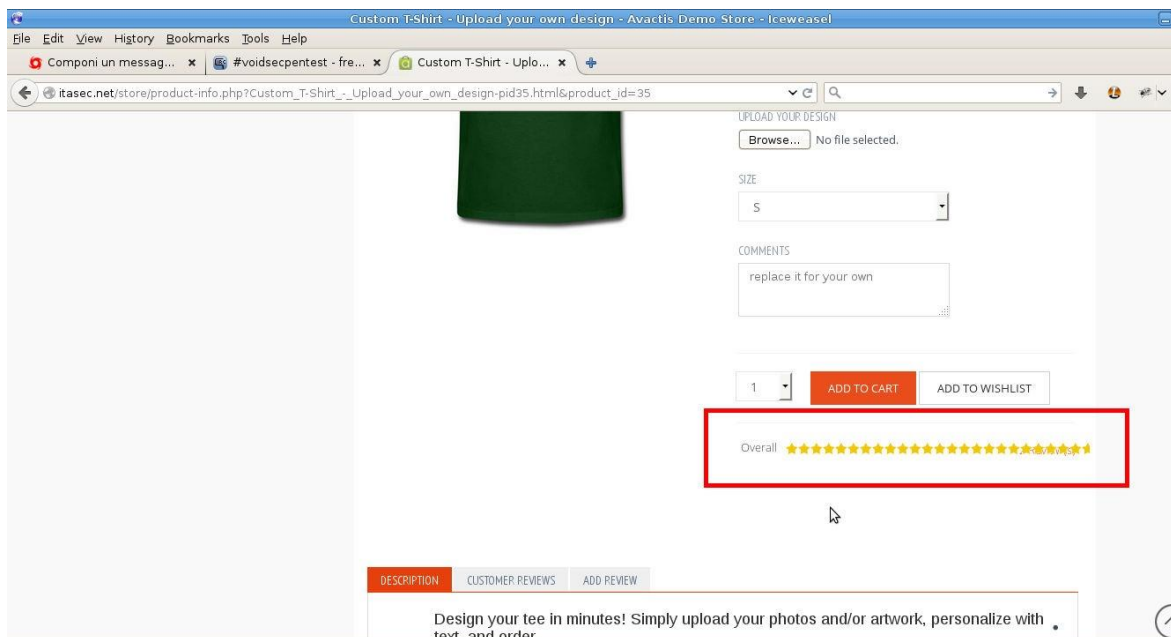 Custom T-Shirt - Upload your own design - Avactis Demo Store - Iceweasel
File Edit View History Bookmarks Tools Help
Componi un messag... #voidsecpentest - fre... Custom T-Shirt - Uplo...
itasec.net/store/product-info.php?Custom_T-Shirt_-_Upload_your_own_design-pid35.html&product_id=35
UPLOAD YOUR DESIGN
Browse... No file selected.
SIZE
S
COMMENTS
replace it for your own
1 ADD TO CART ADD TO WISHLIST
Overall
DESCRIPTION CUSTOMER REVIEWS ADD REVIEW
Design your tee in minutes! Simply upload your photos and/or artwork, personalize with
text, and order